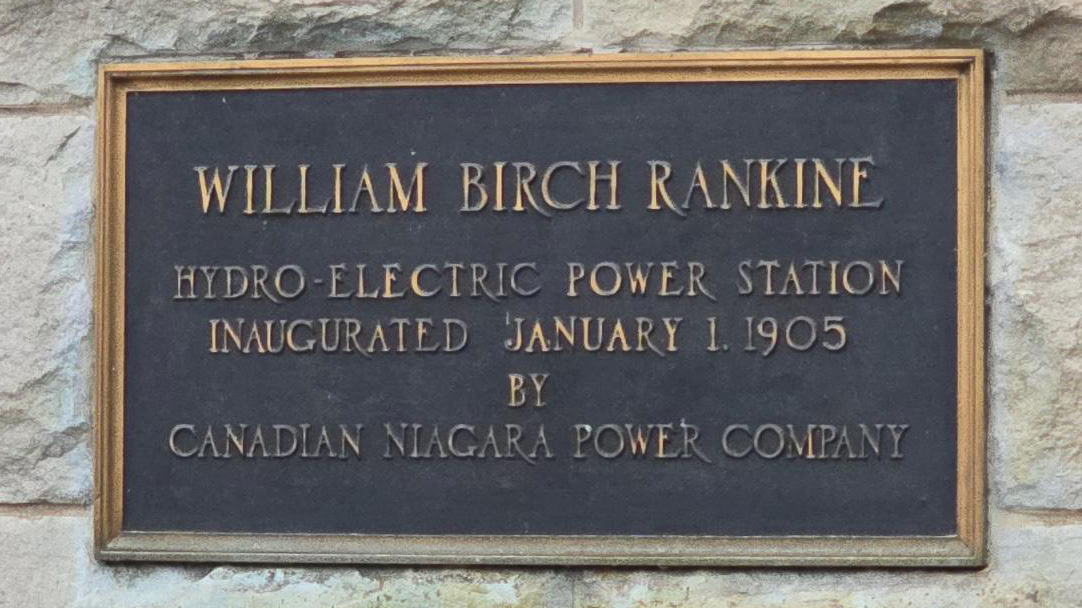 WILLIAM BIRCH RANKINE
HYDRO-ELECTRIC POWER STATION
INAUGURATED JANUARY 1. 1905
BY
CANADIAN NIAGARA POWER COMPANY